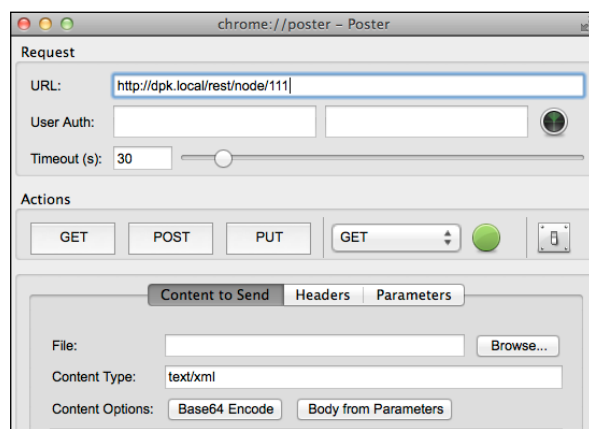 chrome://poster – Poster
Request
URL: http://dpk.local/rest/node/111
User Auth:
Timeout (s): 30
Actions
GET POST PUT GET
Content to Send Headers Parameters
File: Browse...
Content Type: text/xml
Content Options: Base64 Encode Body from Parameters